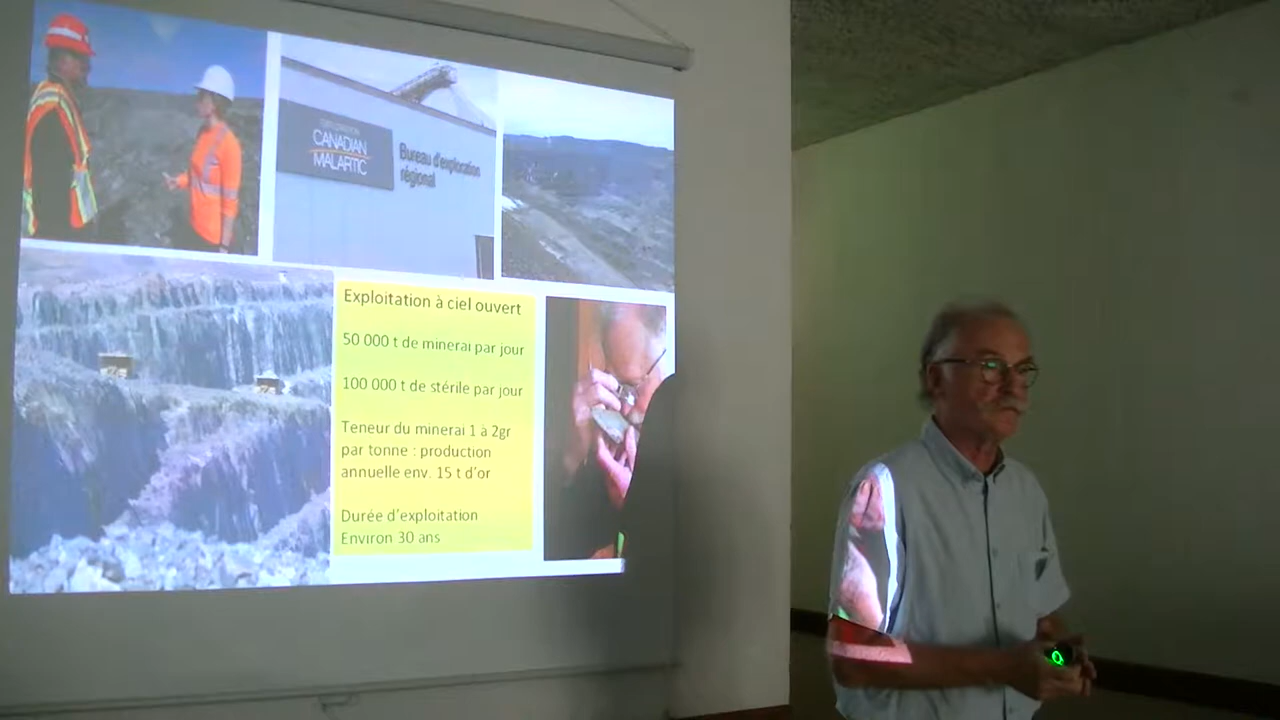 CANADIAN
MALARTIC
Bureau d'exploration
régional
Exploitation à ciel ouvert
50 000 t de minerai par jour
100 000 t de stérile par jour
Teneur du minerai 1 à 2gr
par tonne : production
annuelle env. 15 t d'or
Durée d'exploitation
Environ 30 ans